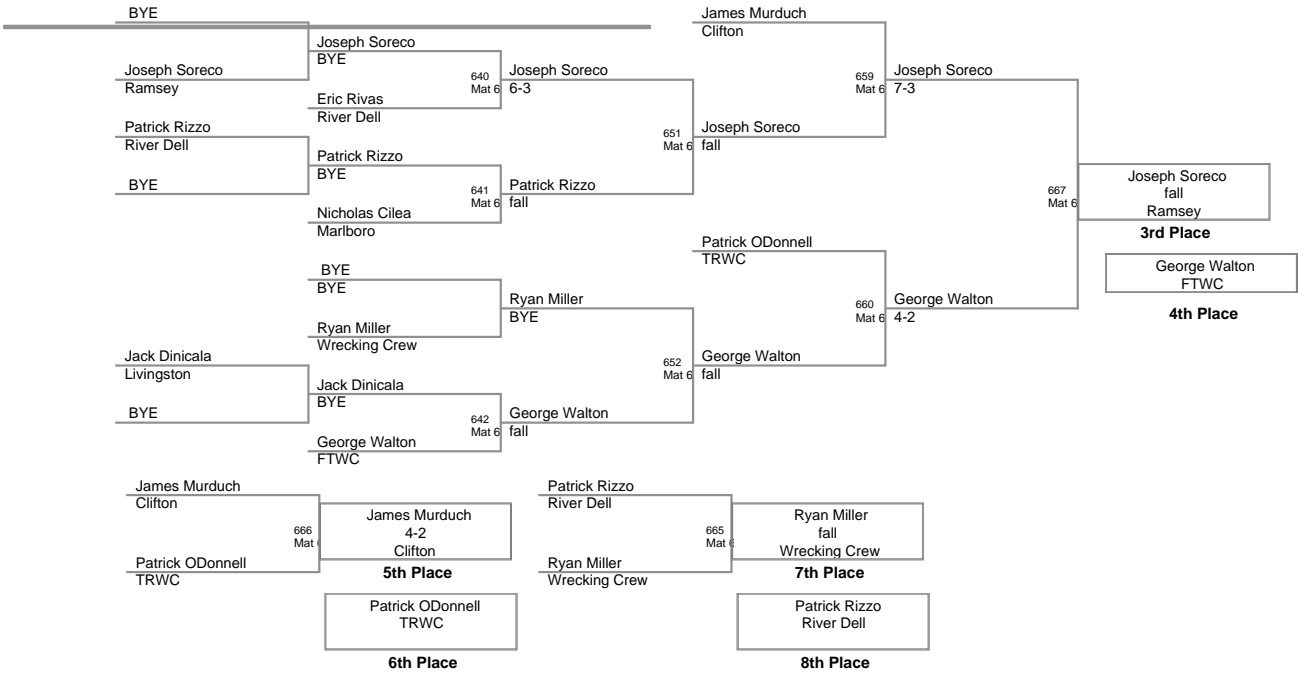 BYE
Joseph Soreco
BYE
Joseph Soreco
Ramsey
640
Mat 6
Joseph Soreco
6-3
Eric Rivas
River Dell
Patrick Rizzo
River Dell
Patrick Rizzo
BYE
BYE
641
Mat 6
Patrick Rizzo
fall
Nicholas Cilea
Marlboro
651
Mat 6
Joseph Soreco
fall
James Murduch
Clifton
659
Mat 6
Joseph Soreco
7-3
BYE
BYE
Ryan Miller
BYE
Ryan Miller
Wrecking Crew
Jack Dinicala
Livingston
Jack Dinicala
BYE
BYE
642
Mat 6
George Walton
fall
George Walton
FTWC
652
Mat 6
George Walton
fall
Patrick ODonnell
TRWC
660
Mat 6
George Walton
4-2
667
Mat 6
Joseph Soreco
fall
Ramsey
3rd Place
George Walton
FTWC
4th Place
James Murduch
Clifton
666
Mat
James Murduch
4-2
Clifton
Patrick ODonnell
TRWC
5th Place
Patrick ODonnell
TRWC
6th Place
Patrick Rizzo
River Dell
665
Mat
Ryan Miller
fall
Wrecking Crew
Ryan Miller
Wrecking Crew
7th Place
Patrick Rizzo
River Dell
8th Place